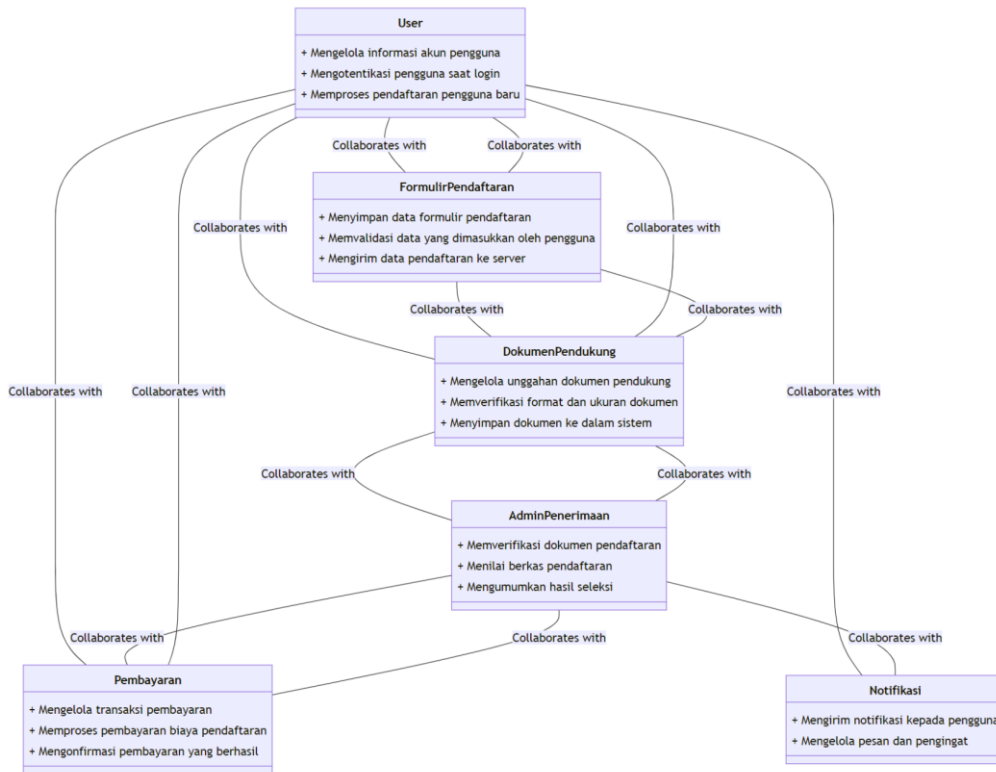 User
+ Mengelola informasi akun pengguna
+ Mengotentikasi pengguna saat login
+ Memproses pendaftaran pengguna baru
Collaborates with
Collaborates with
FormulirPendaftaran
+ Menyimpan data formulir pendaftaran
+ Memvalidasi data yang dimasukkan oleh pengguna
+ Mengirim data pendaftaran ke server
Collaborates with
Collaborates with
Collaborates with
Collaborates with
DokumenPendukung
+ Mengelola unggahan dokumen pendukung
+ Memverifikasi format dan ukuran dokumen
+ Menyimpan dokumen ke dalam sistem
Collaborates with
Collaborates with
Collaborates with
Collaborates with
Collaborates with
AdminPenerimaan
+ Memverifikasi dokumen pendaftaran
+ Menilai berkas pendaftaran
+ Mengumumkan hasil seleksi
Collaborates with
Collaborates with
Collaborates with
Pembayaran
+ Mengelola transaksi pembayaran
+ Memproses pembayaran biaya pendaftaran
+ Mengonfirmasi pembayaran yang berhasil
Notifikasi
+ Mengirim notifikasi kepada pengguna
+ Mengelola pesan dan pengingat